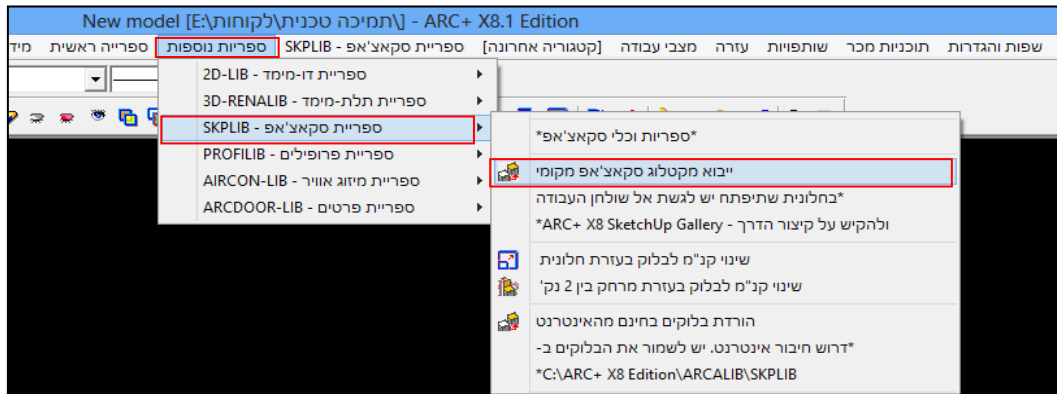 New model [E:\תמיכה טכנית\לקוחות\] - ARC+ X8.1 Edition
שפות והגדרות תוכניות מכר שותפויות עזרה מצבי עבודה [קטגוריה אחרונה] ספריית סקאצ'אפ - SKPLIB ספריות נוספות ספרייה ראשית מיד
ספריית דו-מימד - 2D-LIB
ספריית תלת-מימד - 3D-RENALIB
ספריית סקאצ'אפ - SKPLIB
ספריית פרופילים - PROFILIB
ספריית מיזוג אוויר - AIRCON-LIB
ספריית פרטים - ARCDOOR-LIB
*ספריות וכלי סקאצ'אפ*
ייבוא מקטלוג סקאצ'אפ מקומי
*בחלונית שתיפתח יש לגשת אל שולחן העבודה
ולהקיש על קיצור הדרך - ARC+ X8 SketchUp Gallery*
שינוי קנ"מ לבלוק בעזרת חלונית
שינוי קנ"מ לבלוק בעזרת מרחק בין 2 נק'
הורדת בלוקים בחינם מהאינטרנט
*דרוש חיבור אינטרנט. יש לשמור את הבלוקים ב-
*C:\ARC+ X8 Edition\ARCALIB\SKPLIB